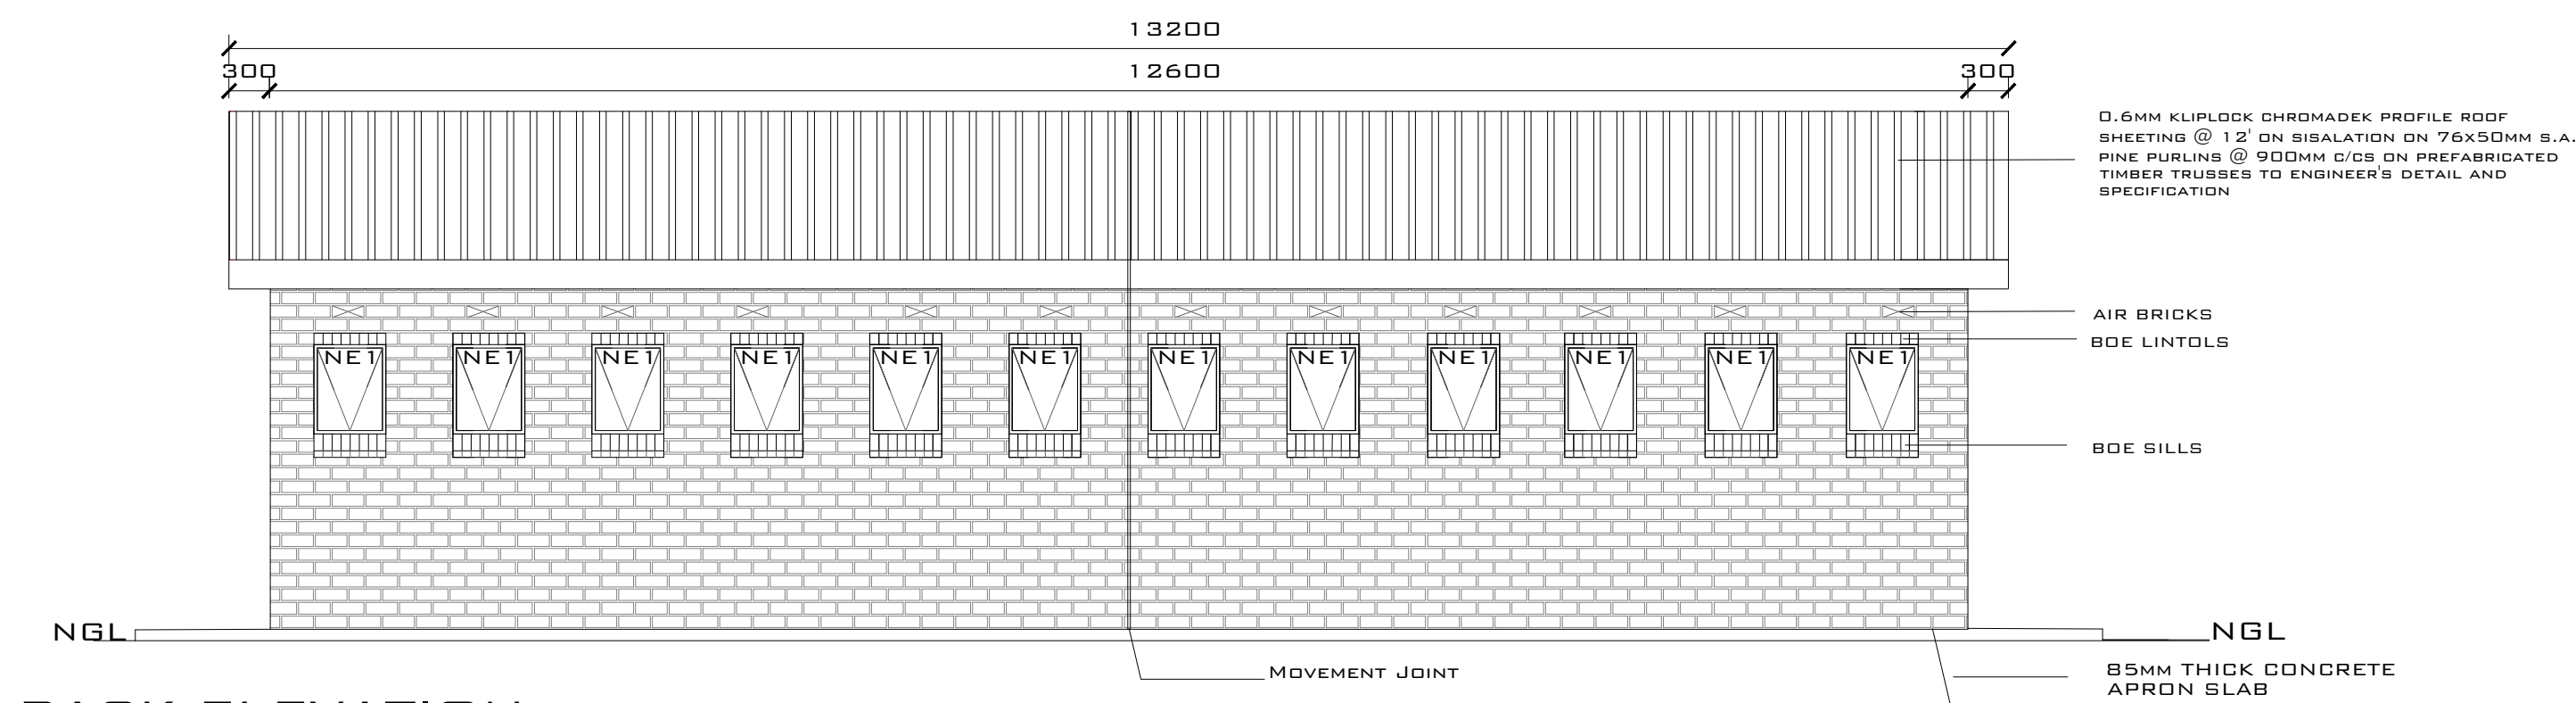 13200
300 12600 300
0.6MM KLIPLOCK CHROMADEK PROFILE ROOF
SHEETING @ 12' ON SISALATION ON 76X50MM S.A.
PINE PURLINS @ 900MM C/CS ON PREFABRICATED
TIMBER TRUSSES TO ENGINEER'S DETAIL AND
SPECIFICATION
AIR BRICKS
BOE LINTOLS
NE1 NE1 NE1 NE1 NE1 NE1 NE1 NE1 NE1 NE1 NE1 NE1
BOE SILLS
NGL NGL
MOVEMENT JOINT
85MM THICK CONCRETE
APRON SLAB
BACK ELEVATION